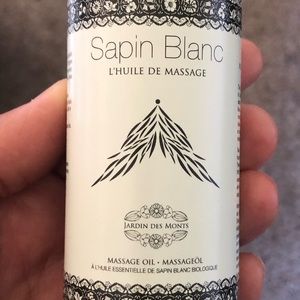 Sapin Blanc
L'HUILE DE MASSAGE
JARDIN DES MONTS
MASSAGE OIL • MASSAGEÖL
À L'HUILE ESSENTIELLE DE SAPIN BLANC BIOLOGIQUE